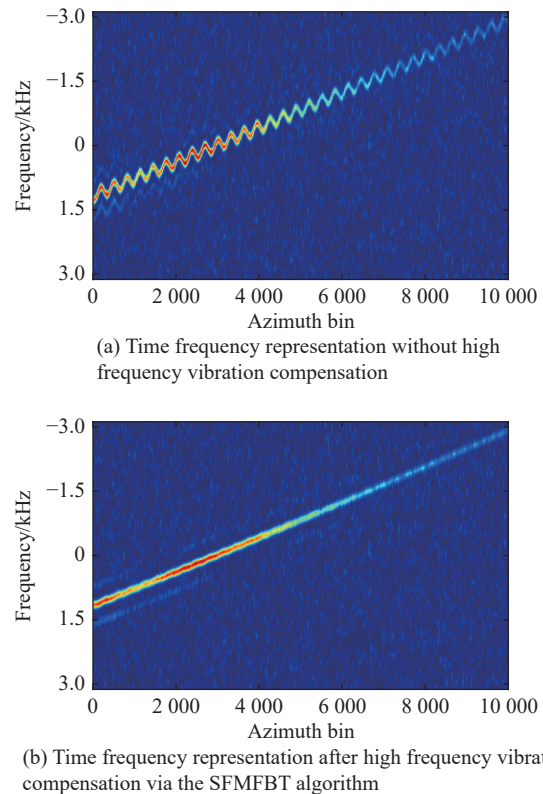 −3.0
−1.5
0
1.5
3.0
Frequency/kHz
0 2 000 4 000 6 000 8 000 10 000
Azimuth bin
(a) Time frequency representation without high
frequency vibration compensation
−3.0
−1.5
0
1.5
3.0
Frequency/kHz
0 2 000 4 000 6 000 8 000 10 000
Azimuth bin
(b) Time frequency representation after high frequency
compensation via the SFMFBT algorithm